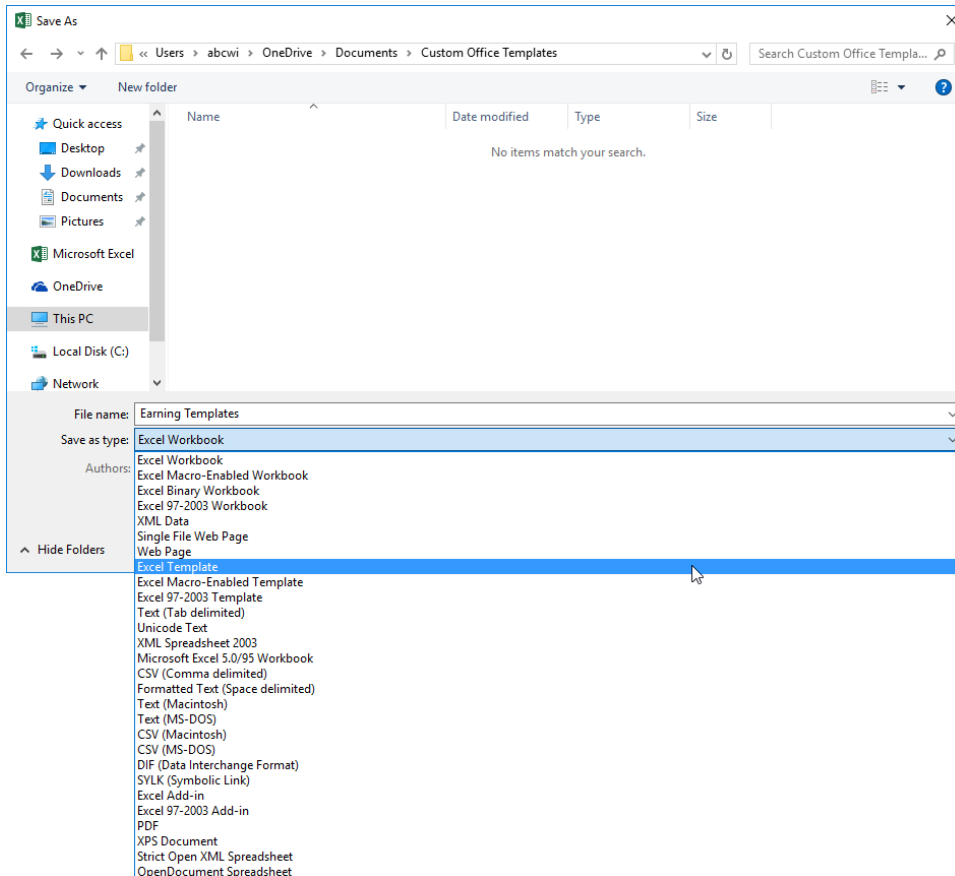 Save As
« Users › abcwi › OneDrive › Documents › Custom Office Templates
Search Custom Office Templa...
Organize
New folder
Name
Date modified
Type
Size
No items match your search.
Quick access
Desktop
Downloads
Documents
Pictures
Microsoft Excel
OneDrive
This PC
Local Disk (C:)
Network
File name: Earning Templates
Save as type: Excel Workbook
Authors:
Hide Folders
Excel Workbook
Excel Macro-Enabled Workbook
Excel Binary Workbook
Excel 97-2003 Workbook
XML Data
Single File Web Page
Web Page
Excel Template
Excel Macro-Enabled Template
Excel 97-2003 Template
Text (Tab delimited)
Unicode Text
XML Spreadsheet 2003
Microsoft Excel 5.0/95 Workbook
CSV (Comma delimited)
Formatted Text (Space delimited)
Text (Macintosh)
Text (MS-DOS)
CSV (Macintosh)
CSV (MS-DOS)
DIF (Data Interchange Format)
SYLK (Symbolic Link)
Excel Add-in
Excel 97-2003 Add-in
PDF
XPS Document
Strict Open XML Spreadsheet
OpenDocument Spreadsheet